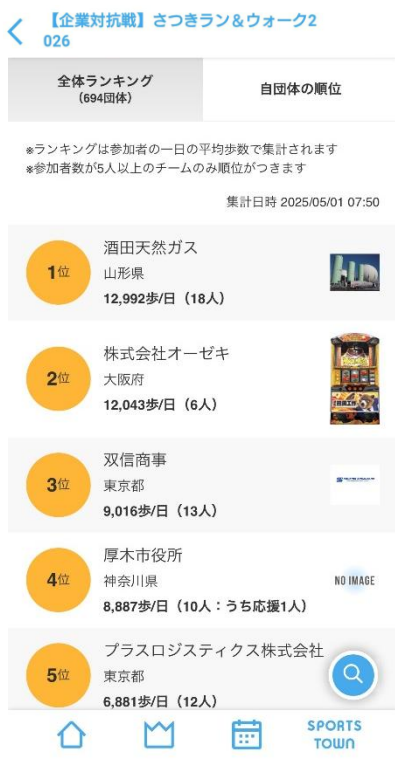 【企業対抗戦】さつきラン＆ウォーク2
026
全体ランキング
（694団体）
自団体の順位
※ランキングは参加者の一日の平均歩数で集計されます
※参加者数が5人以上のチームのみ順位がつきます
集計日時 2025/05/01 07:50
1位
酒田天然ガス
山形県
12,992歩/日（18人）
2位
株式会社オーゼキ
大阪府
12,043歩/日（6人）
3位
双信商事
東京都
9,016歩/日（13人）
4位
厚木市役所
神奈川県
8,887歩/日（10人：うち応援1人）
NO IMAGE
5位
プラスロジスティクス株式会社
東京都
6,881歩/日（12人）
SPORTS
TOWN